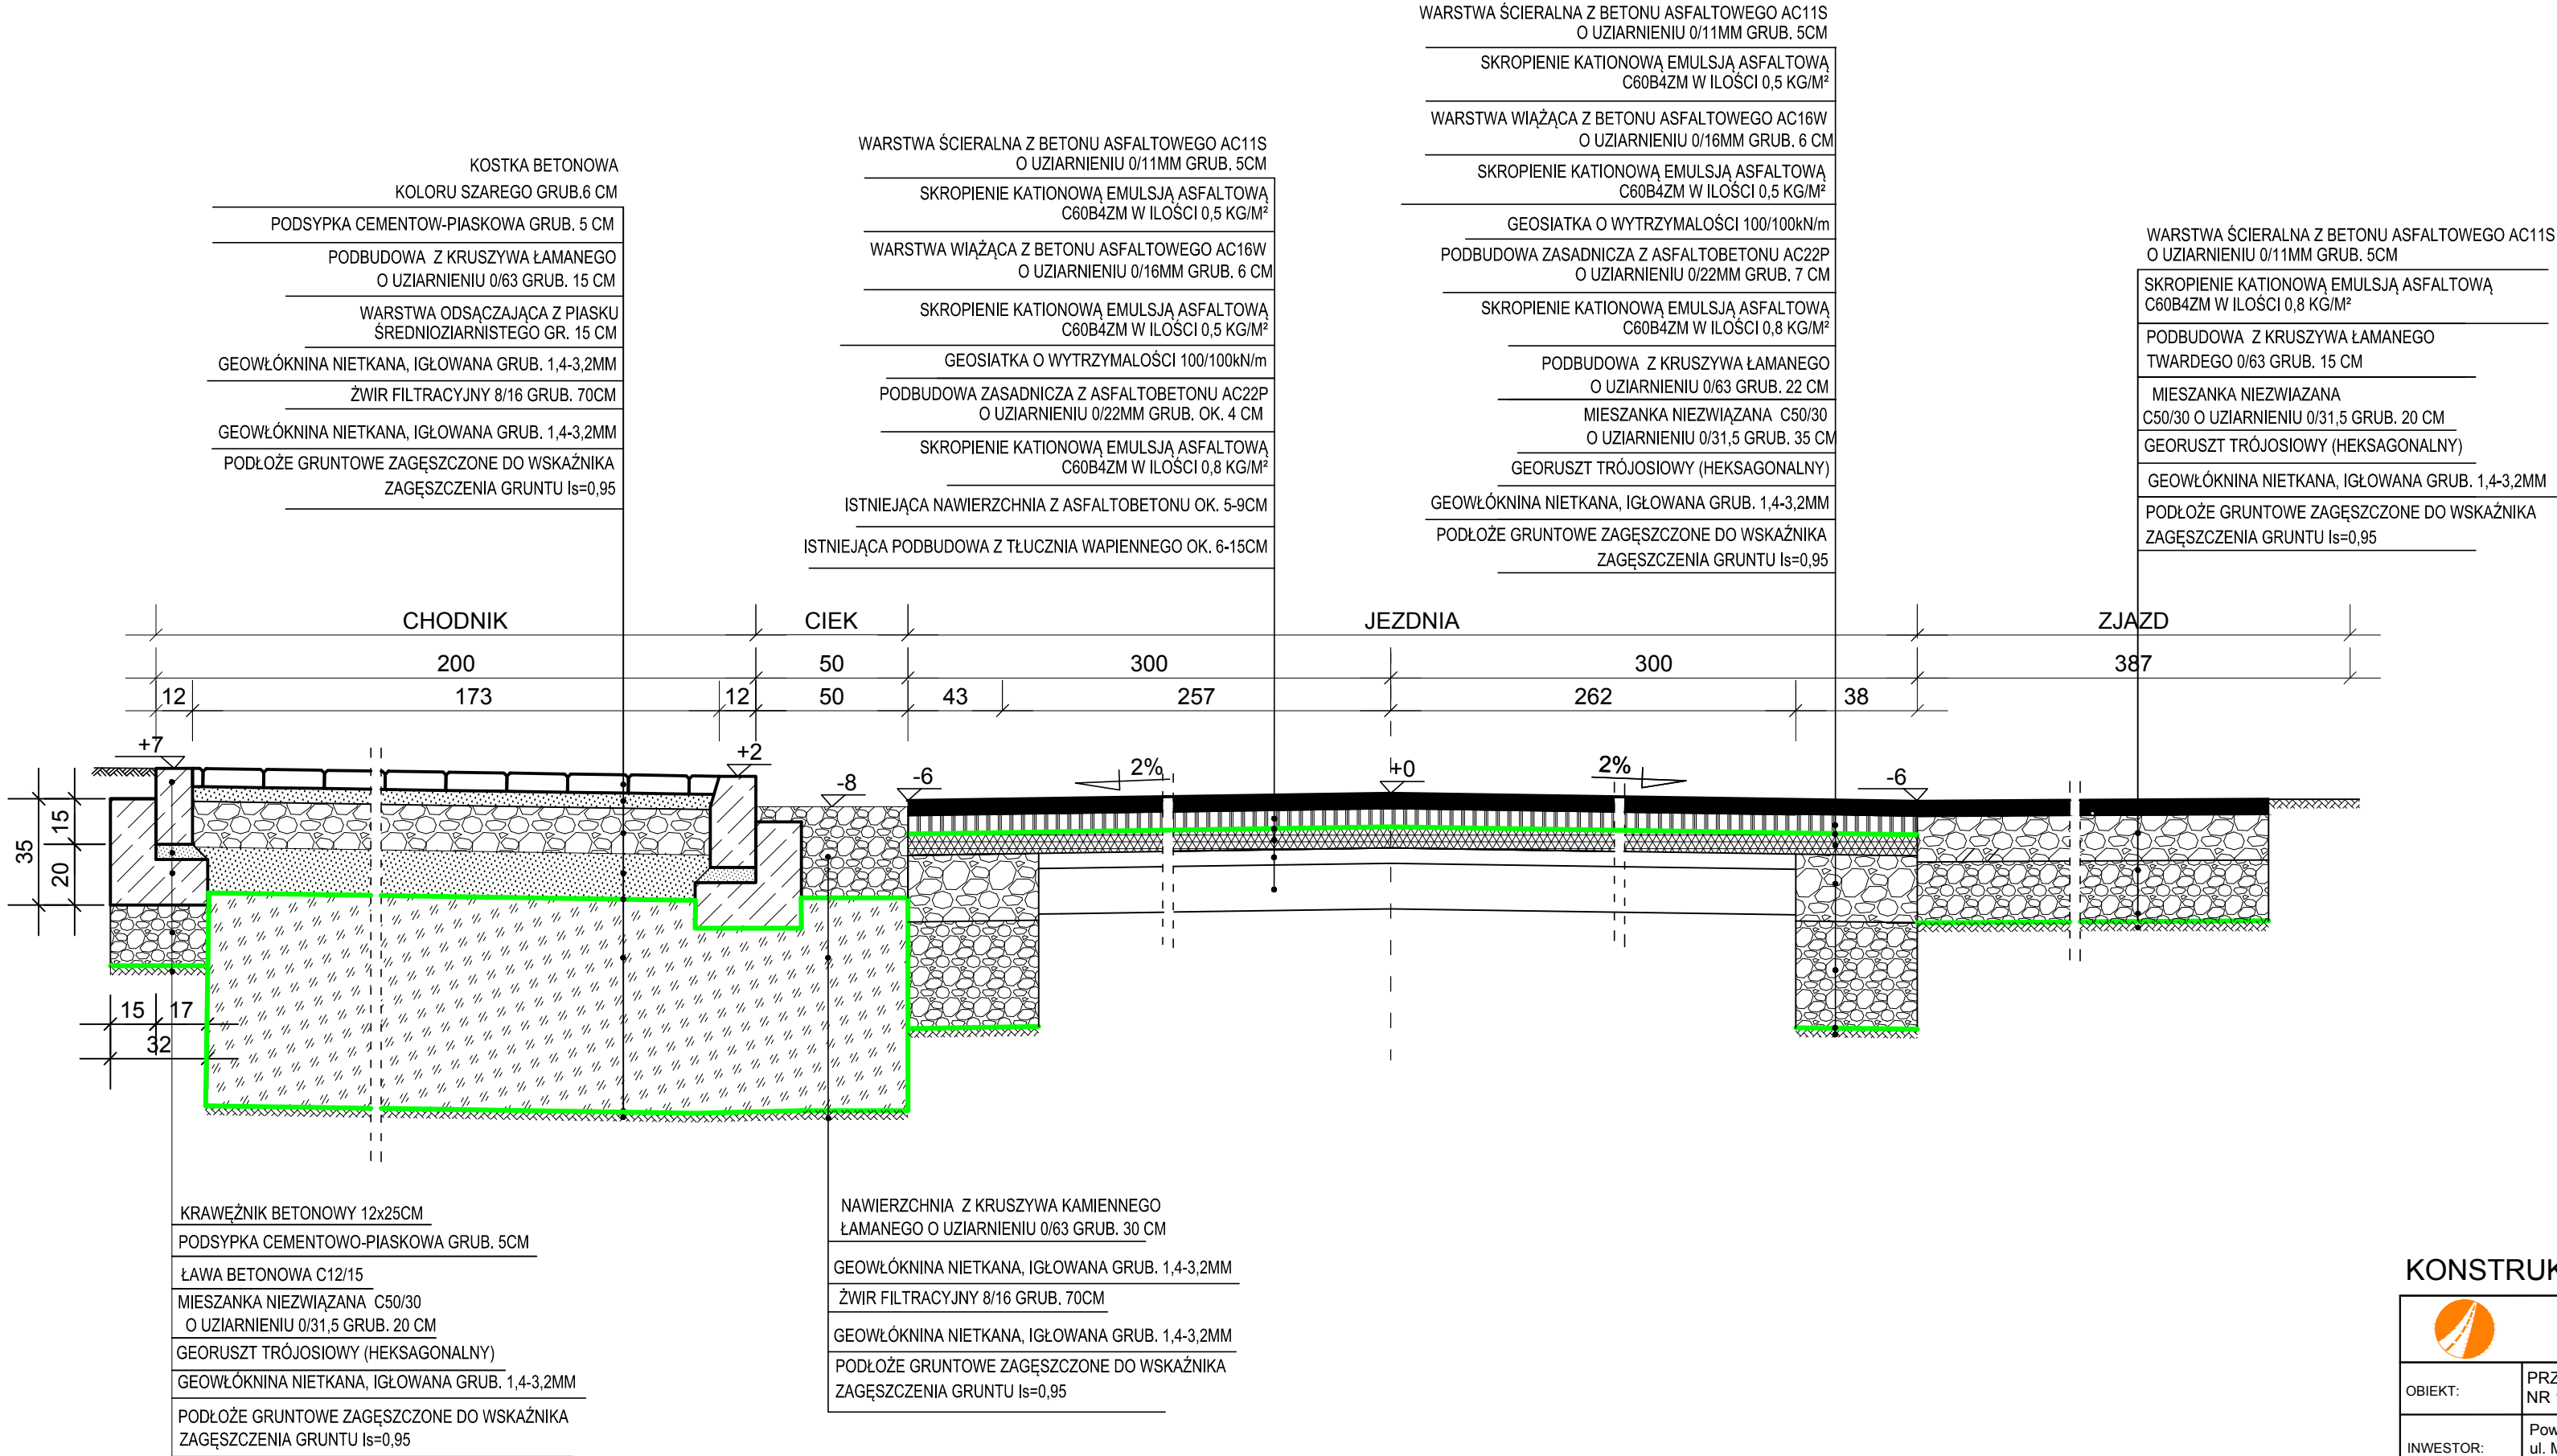 WARSTWA ŚCIERALNA Z BETONU ASFALTOWEGO AC11S
O UZIARNIENIU 0/11MM GRUB. 5CM
SKROPIENIE KATIONOWĄ EMULSJĄ ASFALTOWĄ
C60B4ZM W ILOŚCI 0,5 KG/M²
WARSTWA WIĄŻĄCA Z BETONU ASFALTOWEGO AC16W
O UZIARNIENIU 0/16MM GRUB. 6 CM
SKROPIENIE KATIONOWĄ EMULSJĄ ASFALTOWĄ
C60B4ZM W ILOŚCI 0,5 KG/M²
GEOSIATKA O WYTRZYMALOŚCI 100/100kN/m
PODBUDOWA ZASADNICZA Z ASFALTOBETONU AC22P
O UZIARNIENIU 0/22MM GRUB. 7 CM
SKROPIENIE KATIONOWĄ EMULSJĄ ASFALTOWĄ
C60B4ZM W ILOŚCI 0,8 KG/M²
PODBUDOWA Z KRUSZYWA ŁAMANEGO
O UZIARNIENIU 0/63 GRUB. 22 CM
MIESZANKA NIEZWIĄZANA C50/30
O UZIARNIENIU 0/31,5 GRUB. 35 CM
GEORUSZT TRÓJOSIOWY (HEKSAGONALNY)
GEOWŁÓKNINA NIETKANA, IGŁOWANA GRUB. 1,4-3,2MM
PODŁOŻE GRUNTOWE ZAGĘSZCZONE DO WSKAŹNIKA
ZAGĘSZCZENIA GRUNTU Is=0,95
KOSTKA BETONOWA
KOLORU SZAREGO GRUB.6 CM
PODSYPKA CEMENTOW-PIASKOWA GRUB. 5 CM
PODBUDOWA Z KRUSZYWA ŁAMANEGO
O UZIARNIENIU 0/63 GRUB. 15 CM
WARSTWA ODSĄCZAJĄCA Z PIASKU
ŚREDNIOZIARNISTEGO GR. 15 CM
GEOWŁÓKNINA NIETKANA, IGŁOWANA GRUB. 1,4-3,2MM
ŻWIR FILTRACYJNY 8/16 GRUB. 70CM
GEOWŁÓKNINA NIETKANA, IGŁOWANA GRUB. 1,4-3,2MM
PODŁOŻE GRUNTOWE ZAGĘSZCZONE DO WSKAŹNIKA
ZAGĘSZCZENIA GRUNTU Is=0,95
WARSTWA ŚCIERALNA Z BETONU ASFALTOWEGO AC11S
O UZIARNIENIU 0/11MM GRUB. 5CM
SKROPIENIE KATIONOWĄ EMULSJĄ ASFALTOWĄ
C60B4ZM W ILOŚCI 0,5 KG/M²
WARSTWA WIĄŻĄCA Z BETONU ASFALTOWEGO AC16W
O UZIARNIENIU 0/16MM GRUB. 6 CM
SKROPIENIE KATIONOWĄ EMULSJĄ ASFALTOWĄ
C60B4ZM W ILOŚCI 0,5 KG/M²
GEOSIATKA O WYTRZYMALOŚCI 100/100kN/m
PODBUDOWA ZASADNICZA Z ASFALTOBETONU AC22P
O UZIARNIENIU 0/22MM GRUB. OK. 4 CM
SKROPIENIE KATIONOWĄ EMULSJĄ ASFALTOWĄ
C60B4ZM W ILOŚCI 0,8 KG/M²
ISTNIEJĄCA NAWIERZCHNIA Z ASFALTOBETONU OK. 5-9CM
ISTNIEJĄCA PODBUDOWA Z TŁUCZNIA WAPIENNEGO OK. 6-15CM
WARSTWA ŚCIERALNA Z BETONU ASFALTOWEGO AC11S
O UZIARNIENIU 0/11MM GRUB. 5CM
SKROPIENIE KATIONOWĄ EMULSJĄ ASFALTOWĄ
C60B4ZM W ILOŚCI 0,8 KG/M²
PODBUDOWA Z KRUSZYWA ŁAMANEGO
TWARDEGO 0/63 GRUB. 15 CM
MIESZANKA NIEZWIAZANA
C50/30 O UZIARNIENIU 0/31,5 GRUB. 20 CM
GEORUSZT TRÓJOSIOWY (HEKSAGONALNY)
GEOWŁÓKNINA NIETKANA, IGŁOWANA GRUB. 1,4-3,2MM
PODŁOŻE GRUNTOWE ZAGĘSZCZONE DO WSKAŹNIKA
ZAGĘSZCZENIA GRUNTU Is=0,95
CHODNIK CIEK JEZDNIA ZJAZD
200 50 300 300 387
12 173 12 50 43 257 262 38
+7 +2 -8 -6 2% +0 2% -6
35 15 20
15 17
32
KRAWĘŻNIK BETONOWY 12x25CM
PODSYPKA CEMENTOWO-PIASKOWA GRUB. 5CM
ŁAWA BETONOWA C12/15
MIESZANKA NIEZWIĄZANA C50/30
O UZIARNIENIU 0/31,5 GRUB. 20 CM
GEORUSZT TRÓJOSIOWY (HEKSAGONALNY)
GEOWŁÓKNINA NIETKANA, IGŁOWANA GRUB. 1,4-3,2MM
PODŁOŻE GRUNTOWE ZAGĘSZCZONE DO WSKAŹNIKA
ZAGĘSZCZENIA GRUNTU Is=0,95
NAWIERZCHNIA Z KRUSZYWA KAMIENNEGO
ŁAMANEGO O UZIARNIENIU 0/63 GRUB. 30 CM
GEOWŁÓKNINA NIETKANA, IGŁOWANA GRUB. 1,4-3,2MM
ŻWIR FILTRACYJNY 8/16 GRUB. 70CM
GEOWŁÓKNINA NIETKANA, IGŁOWANA GRUB. 1,4-3,2MM
PODŁOŻE GRUNTOWE ZAGĘSZCZONE DO WSKAŹNIKA
ZAGĘSZCZENIA GRUNTU Is=0,95
OBIEKT:
NR
INWESTOR:
ul.